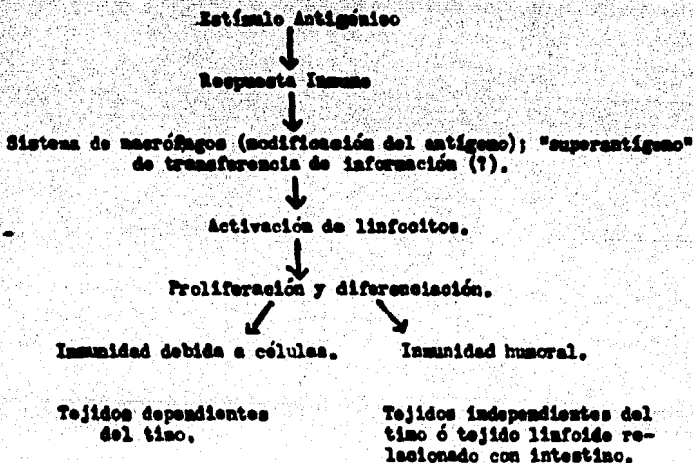 Estímulo Antigénico
Respuesta Inmune
Sistema de macrófagos (modificación del antígeno); "superantígeno"
de transferencia de información (?).
Activación de linfocitos.
Proliferación y diferenciación.
Inmunidad debida a células. Inmunidad humoral.
Tejidos dependientes
del timo.
Tejidos independientes del
timo ó tejido linfoide re-
lacionado con intestino.